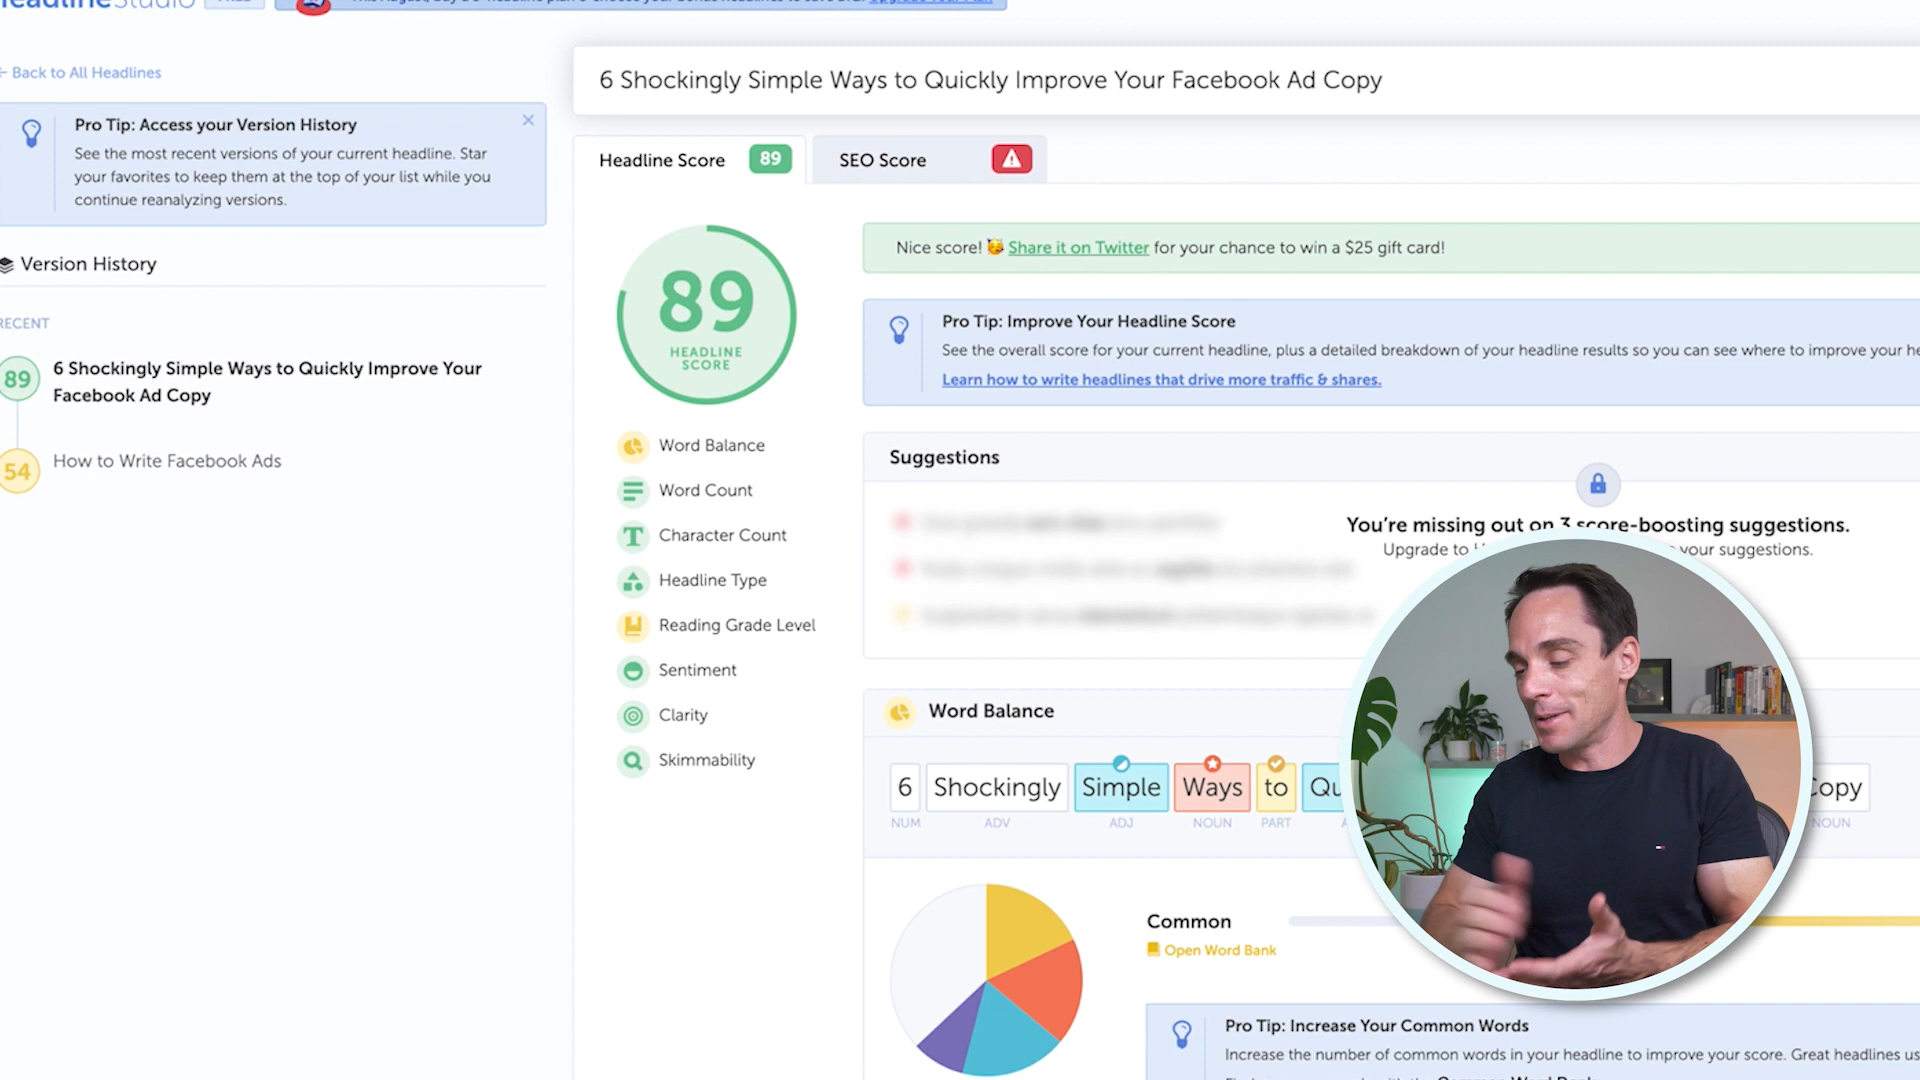 HeadlineStudio FREE
Upgrade Your Plan
Back to All Headlines
6 Shockingly Simple Ways to Quickly Improve Your Facebook Ad Copy
Pro Tip: Access your Version History
See the most recent versions of your current headline. Star
your favorites to keep them at the top of your list while you
continue reanalyzing versions.
Headline Score 89
SEO Score
Version History
RECENT
89
6 Shockingly Simple Ways to Quickly Improve Your
Facebook Ad Copy
54
How to Write Facebook Ads
89
HEADLINE
SCORE
Word Balance
Word Count
Character Count
Headline Type
Reading Grade Level
Sentiment
Clarity
Skimmability
Nice score! 🥳 Share it on Twitter for your chance to win a $25 gift card!
Pro Tip: Improve Your Headline Score
See the overall score for your current headline, plus a detailed breakdown of your headline results so you can see where to improve your he
Learn how to write headlines that drive more traffic & shares.
Suggestions
You're missing out on 3 score-boosting suggestions.
Upgrade to your suggestions.
Word Balance
6 Shockingly Simple Ways to Qu Copy
NUM ADV ADJ NOUN PART NOUN
Common
Open Word Bank
Pro Tip: Increase Your Common Words
Increase the number of common words in your headline to improve your score. Great headlines us